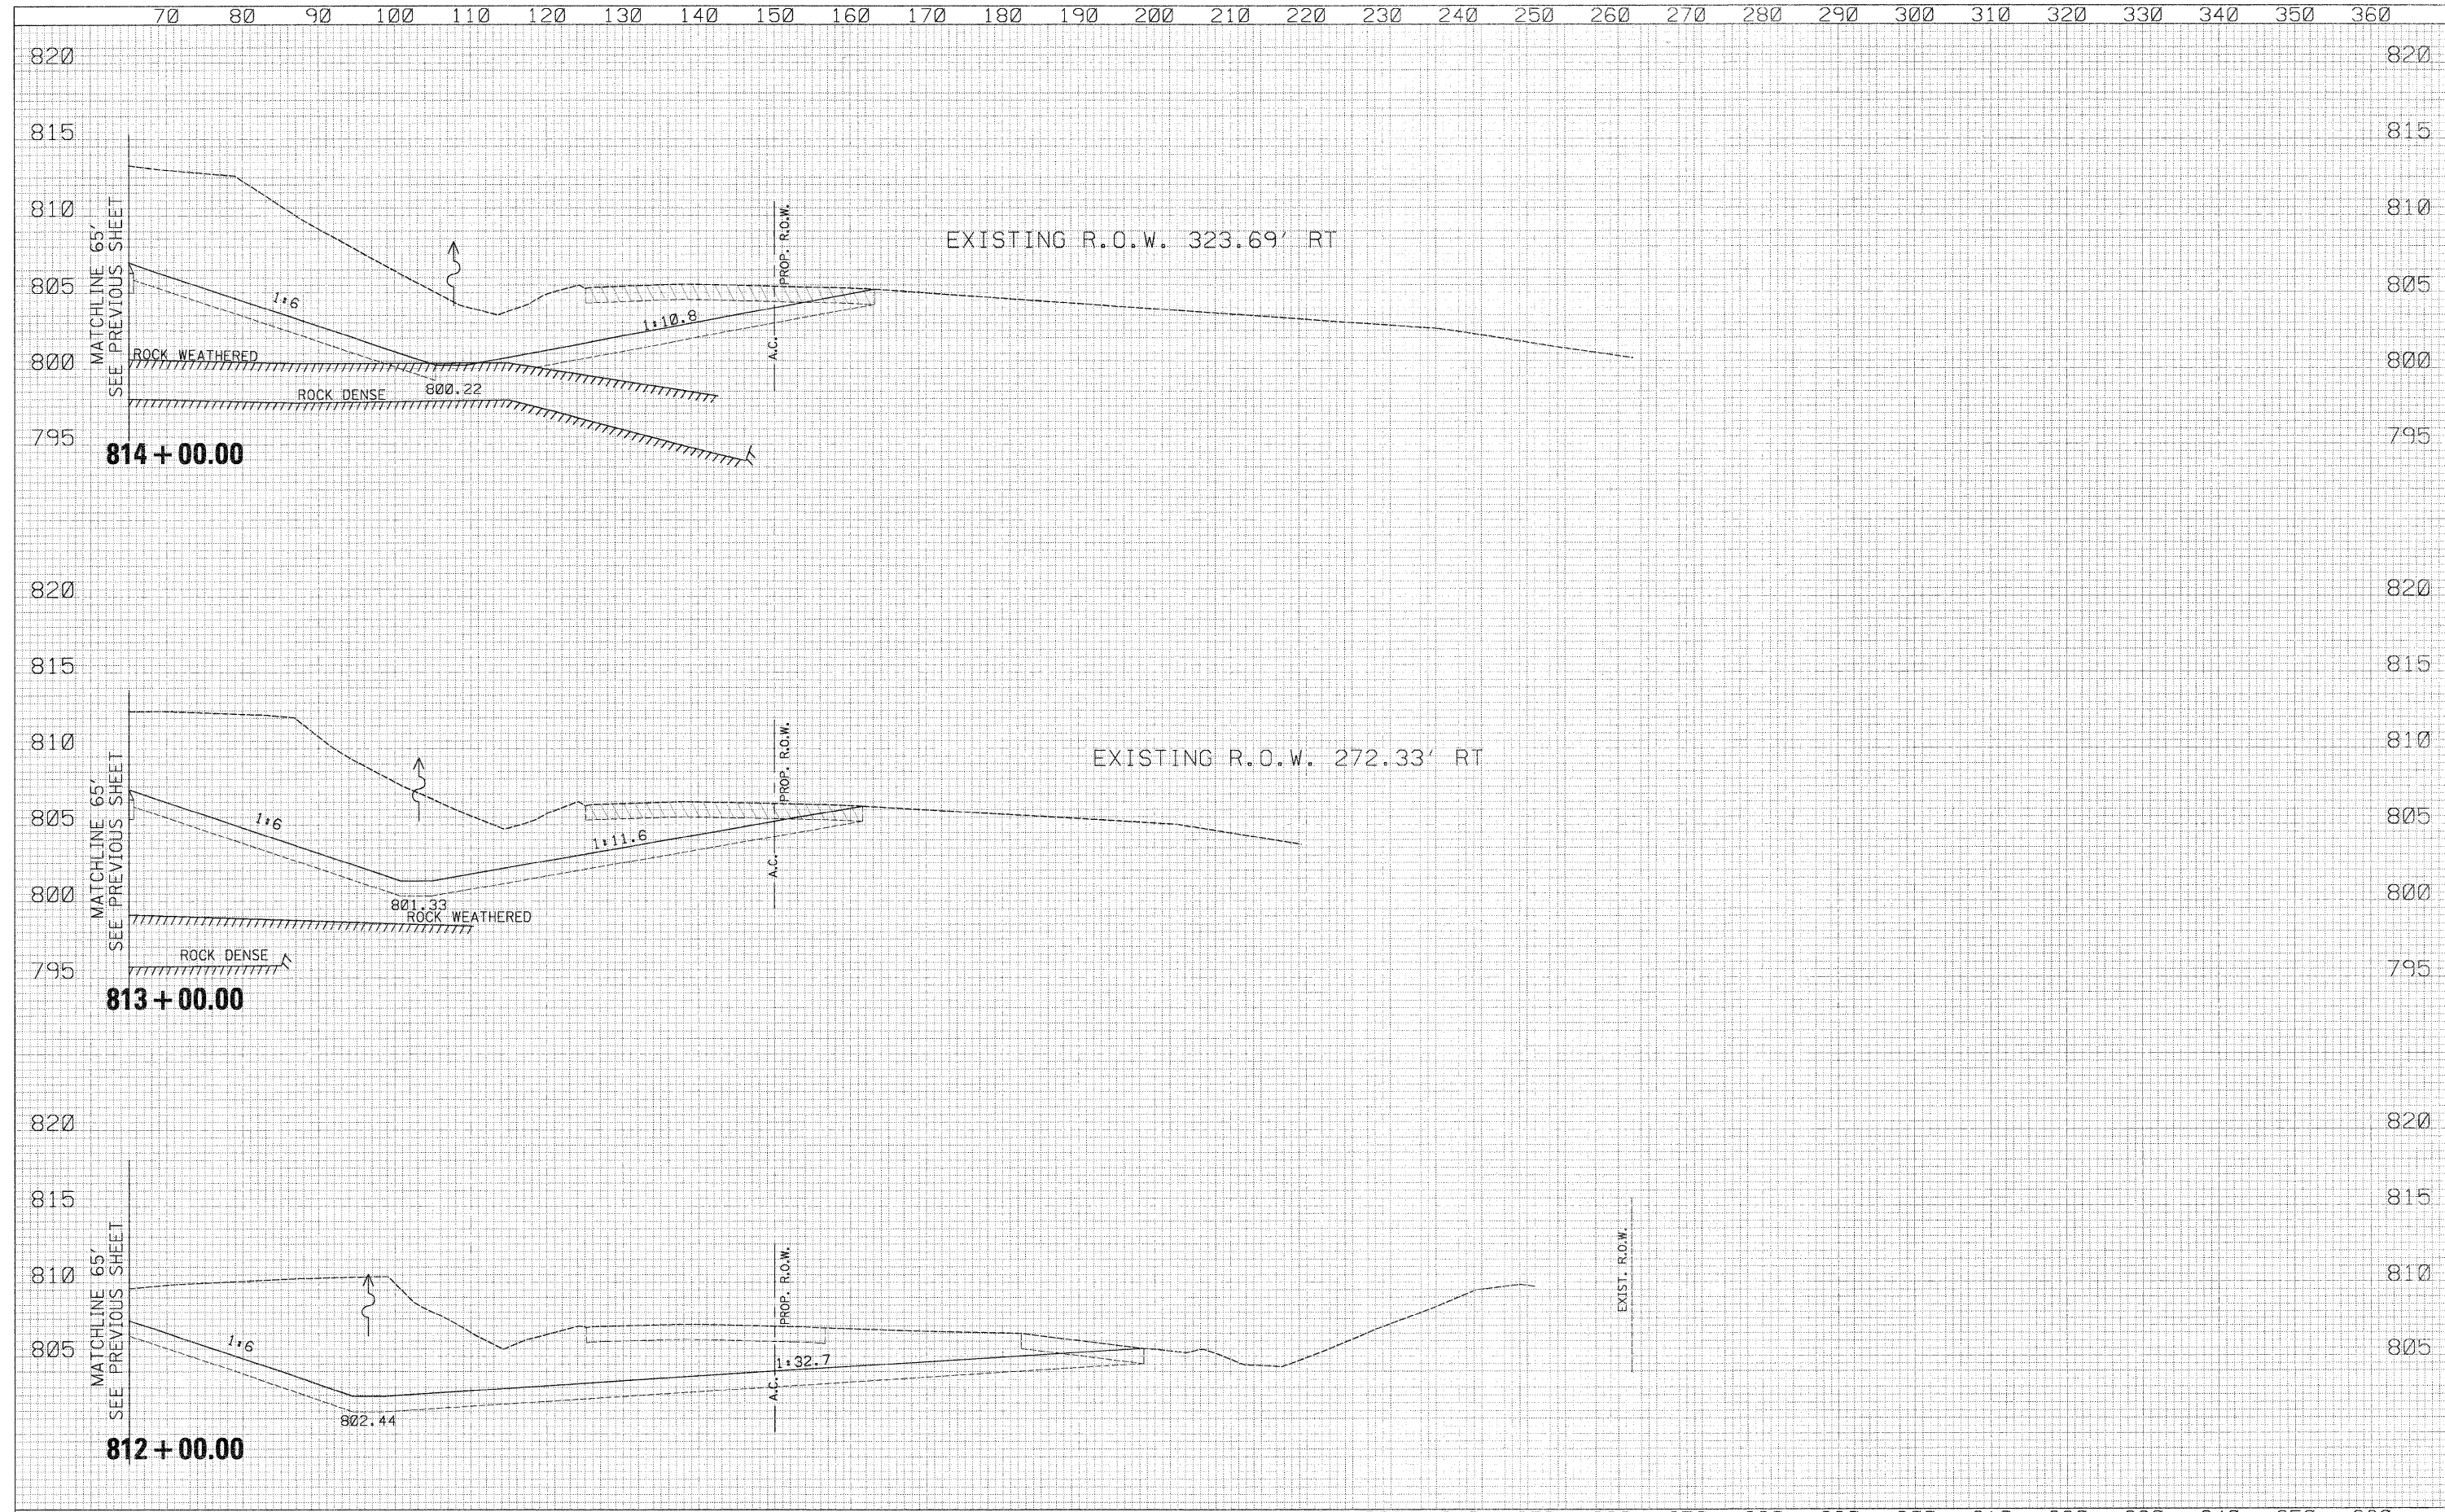 70 80 90 100 110 120 130 140 150 160 170 180 190 200 210 220 230 240 250 260 270 280 290 300 310 320 330 340 350 360
820 820
815 815
810 810
805 805
800 800
795 795
MATCHLINE 65'
SEE PREVIOUS SHEET
1:6
ROCK WEATHERED
ROCK DENSE
800.22
1:10.8
PROP. R.O.W.
A.C.
EXISTING R.O.W. 323.69' RT
814+00.00
820 820
815 815
810 810
805 805
800 800
795 795
MATCHLINE 65'
SEE PREVIOUS SHEET
1:6
801.33
ROCK WEATHERED
ROCK DENSE
1:11.6
PROP. R.O.W.
A.C.
EXISTING R.O.W. 272.33' RT
813+00.00
820 820
815 815
810 810
805 805
MATCHLINE 65'
SEE PREVIOUS SHEET
1:6
802.44
1:32.7
PROP. R.O.W.
A.C.
EXIST. R.O.W.
812+00.00